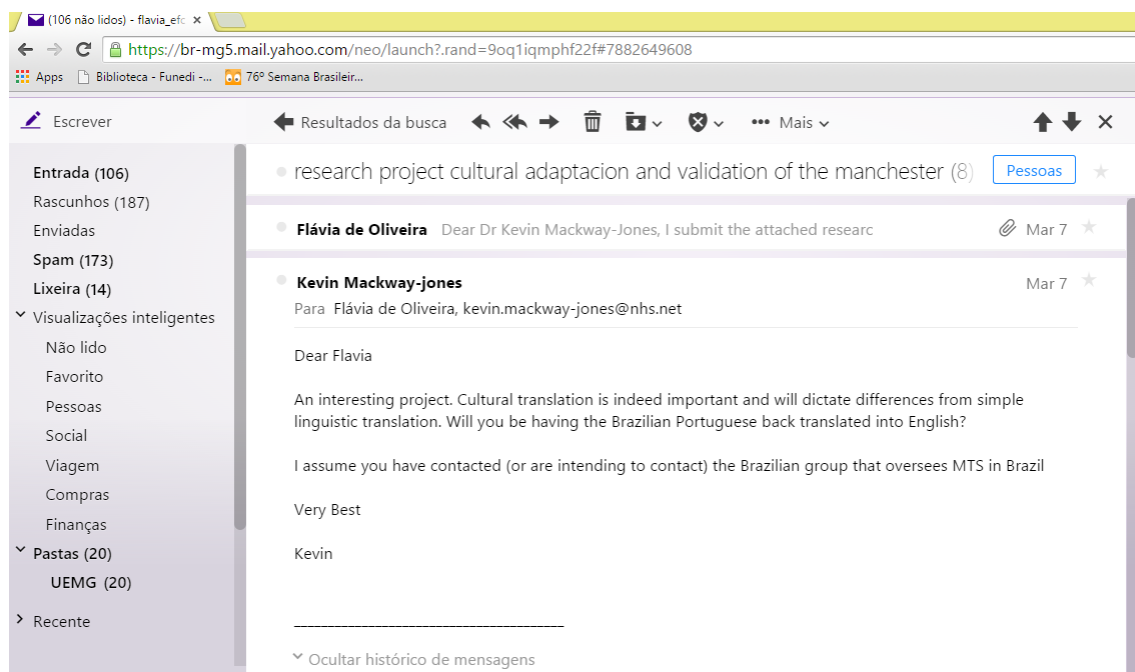 (106 não lidos) - flavia_efc
https://br-mg5.mail.yahoo.com/neo/launch?.rand=9oq1iqmphf22f#7882649608
Apps Biblioteca - Funedi -... 76º Semana Brasileir...
Escrever
Resultados da busca
Mais
Entrada (106)
Rascunhos (187)
Enviadas
Spam (173)
Lixeira (14)
Visualizações inteligentes
Não lido
Favorito
Pessoas
Social
Viagem
Compras
Finanças
Pastas (20)
UEMG (20)
Recente
research project cultural adaptacion and validation of the manchester (8)
Pessoas
Flávia de Oliveira Dear Dr Kevin Mackway-Jones, I submit the attached researc Mar 7
Kevin Mackway-jones Mar 7
Para Flávia de Oliveira, kevin.mackway-jones@nhs.net
Dear Flavia
An interesting project. Cultural translation is indeed important and will dictate differences from simple
linguistic translation. Will you be having the Brazilian Portuguese back translated into English?
I assume you have contacted (or are intending to contact) the Brazilian group that oversees MTS in Brazil
Very Best
Kevin
Ocultar histórico de mensagens